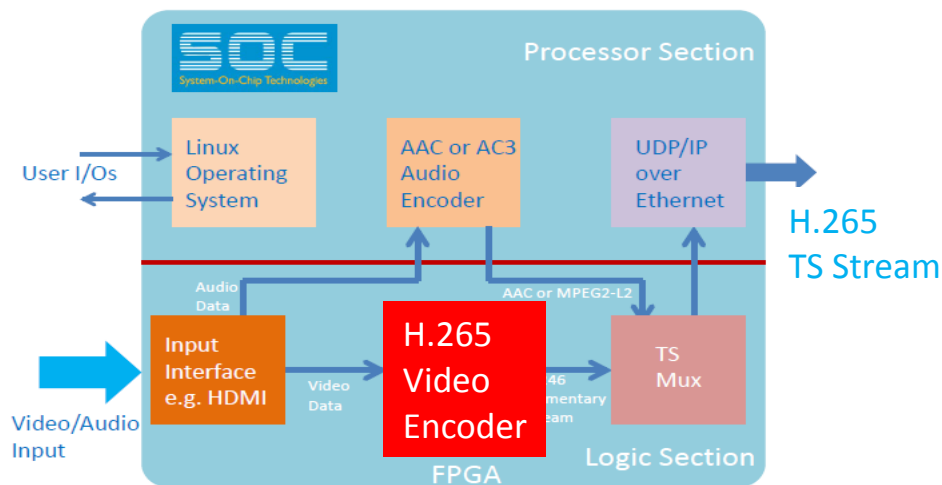 SOC
System-On-Chip Technologies
Processor Section
User I/Os
Linux
Operating
System
AAC or AC3
Audio
Encoder
UDP/IP
over
Ethernet
H.265
TS Stream
Audio
Data
AAC or MPEG2-L2
Input
Interface
e.g. HDMI
Video
Data
H.265
Video
Encoder
46
TS
Mux
Video/Audio
Input
FPGA
Logic Section